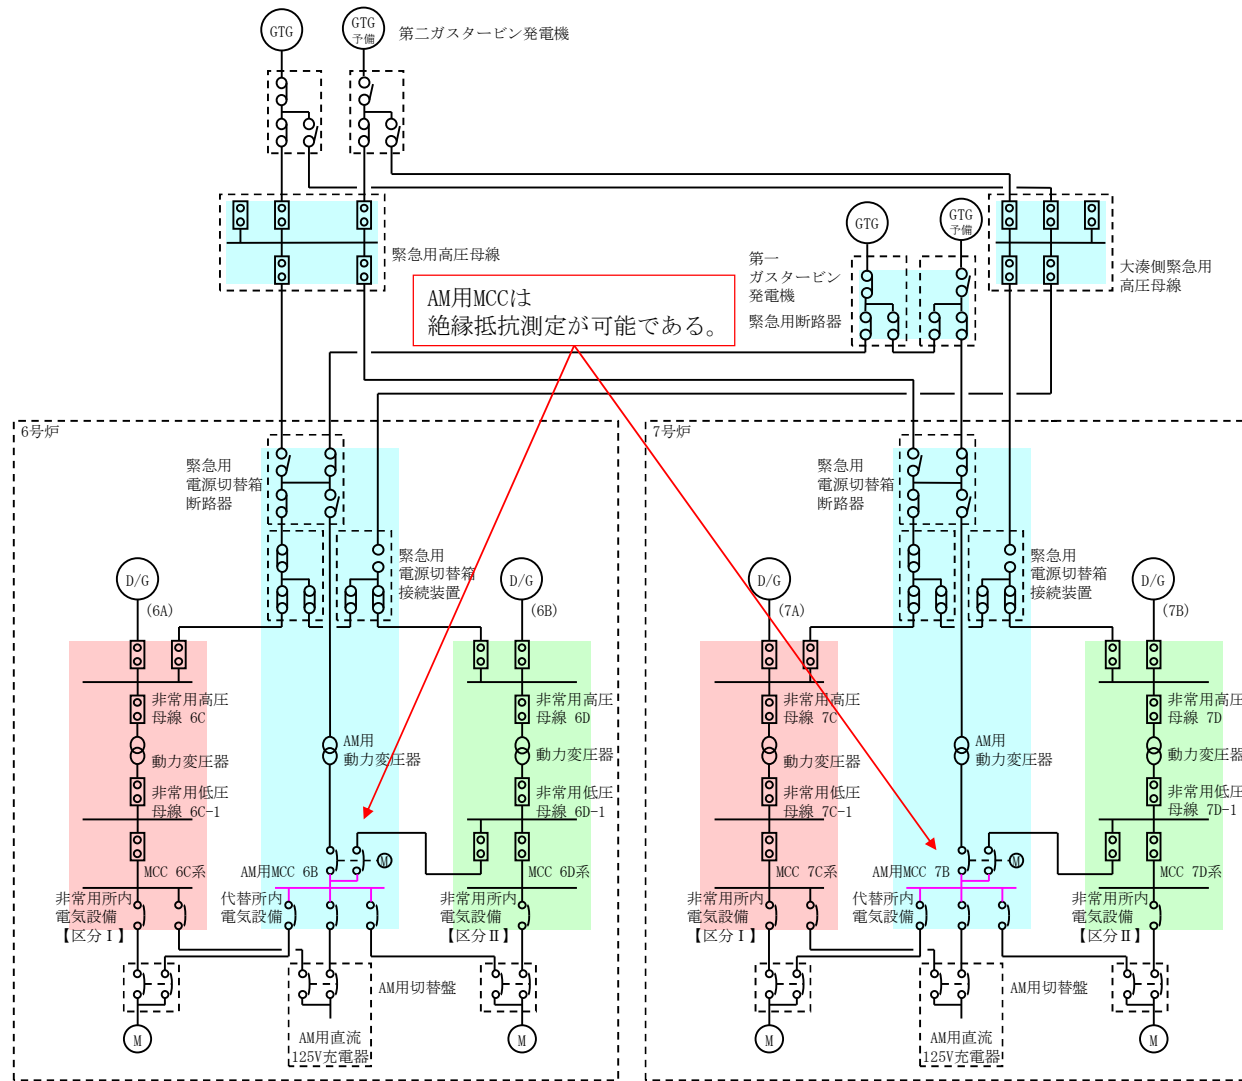 GTG
GTG
予備
第二ガスタービン発電機
緊急用高圧母線
GTG
GTG
予備
第一
ガスタービン
発電機
緊急用断路器
大湊側緊急用
高圧母線
AM用MCCは
絶縁抵抗測定が可能である。
6号炉
緊急用
電源切替箱
断路器
緊急用
電源切替箱
接続装置
D/G
(6A)
D/G
(6B)
非常用高圧
母線 6C
動力変圧器
非常用低圧
母線 6C-1
MCC 6C系
非常用所内
電気設備
【区分Ⅰ】
AM用
動力変圧器
M
AM用MCC 6B
代替所内
電気設備
非常用高圧
母線 6D
動力変圧器
非常用低圧
母線 6D-1
MCC 6D系
非常用所内
電気設備
【区分Ⅱ】
AM用切替盤
M
AM用直流
125V充電器
M
7号炉
緊急用
電源切替箱
断路器
緊急用
電源切替箱
接続装置
D/G
(7A)
D/G
(7B)
非常用高圧
母線 7C
動力変圧器
非常用低圧
母線 7C-1
MCC 7C系
非常用所内
電気設備
【区分Ⅰ】
AM用
動力変圧器
M
AM用MCC 7B
代替所内
電気設備
非常用高圧
母線 7D
動力変圧器
非常用低圧
母線 7D-1
MCC 7D系
非常用所内
電気設備
【区分Ⅱ】
AM用切替盤
M
AM用直流
125V充電器
M